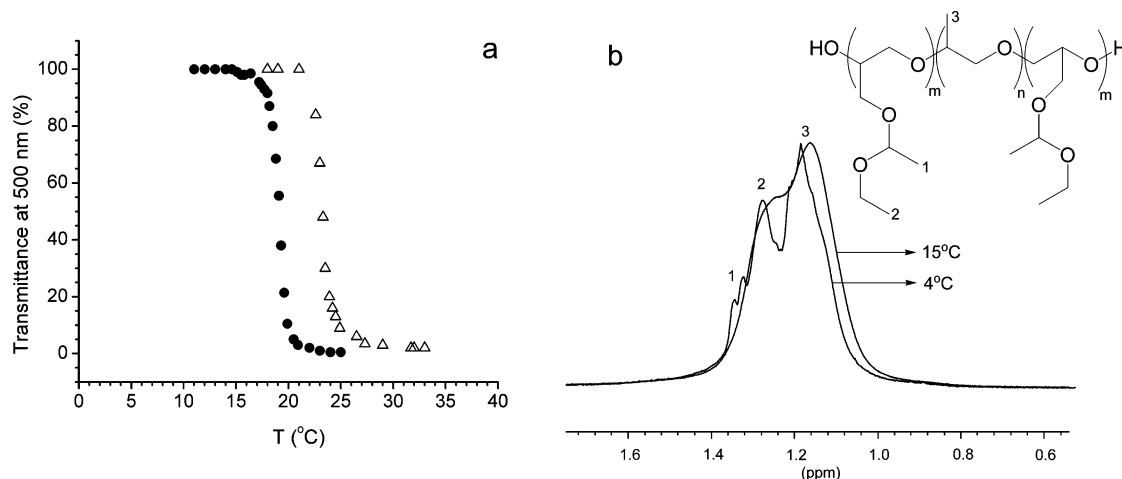 a
100
80
60
40
20
0
Transmittance at 500 nm (%)
0 5 10 15 20 25 30 35 40
T (°C)
b
3
HO O O O H
m n m
O O
1
O O
2
3
2
1
15°C
4°C
1.6 1.4 1.2 1.0 0.8 0.6
(ppm)